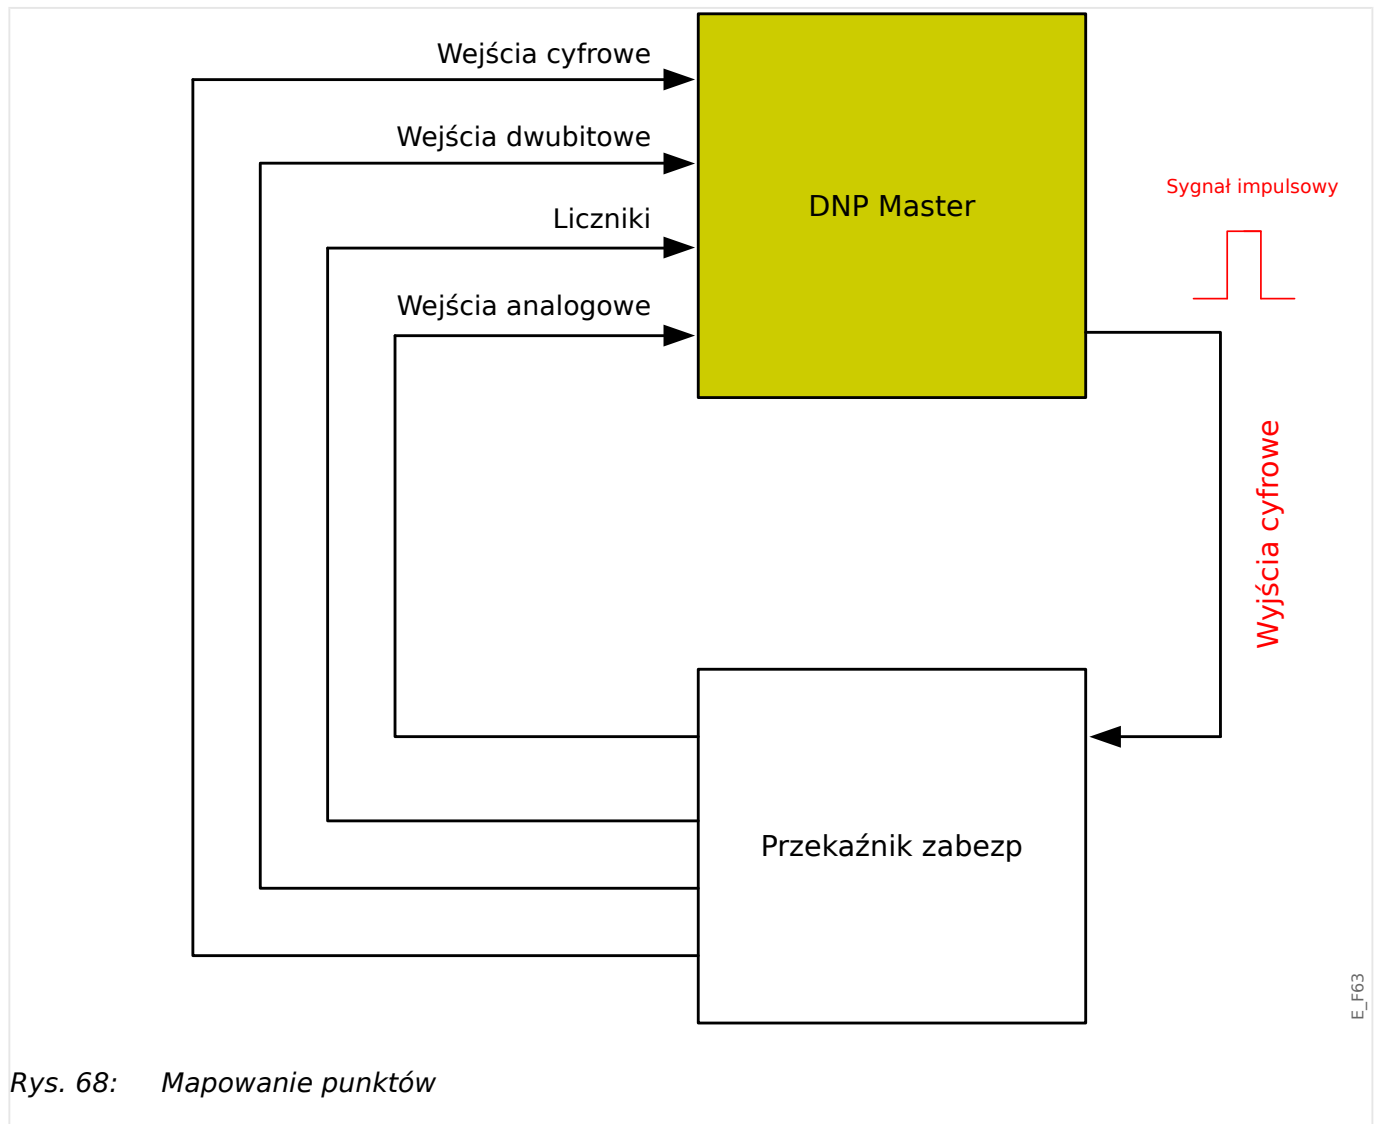 Wejścia cyfrowe
Wejścia dwubitowe
Liczniki
Wejścia analogowe
DNP Master
Sygnał impulsowy
Wyjścia cyfrowe
Przekaźnik zabezp
E_F63
Rys. 68: Mapowanie punktów